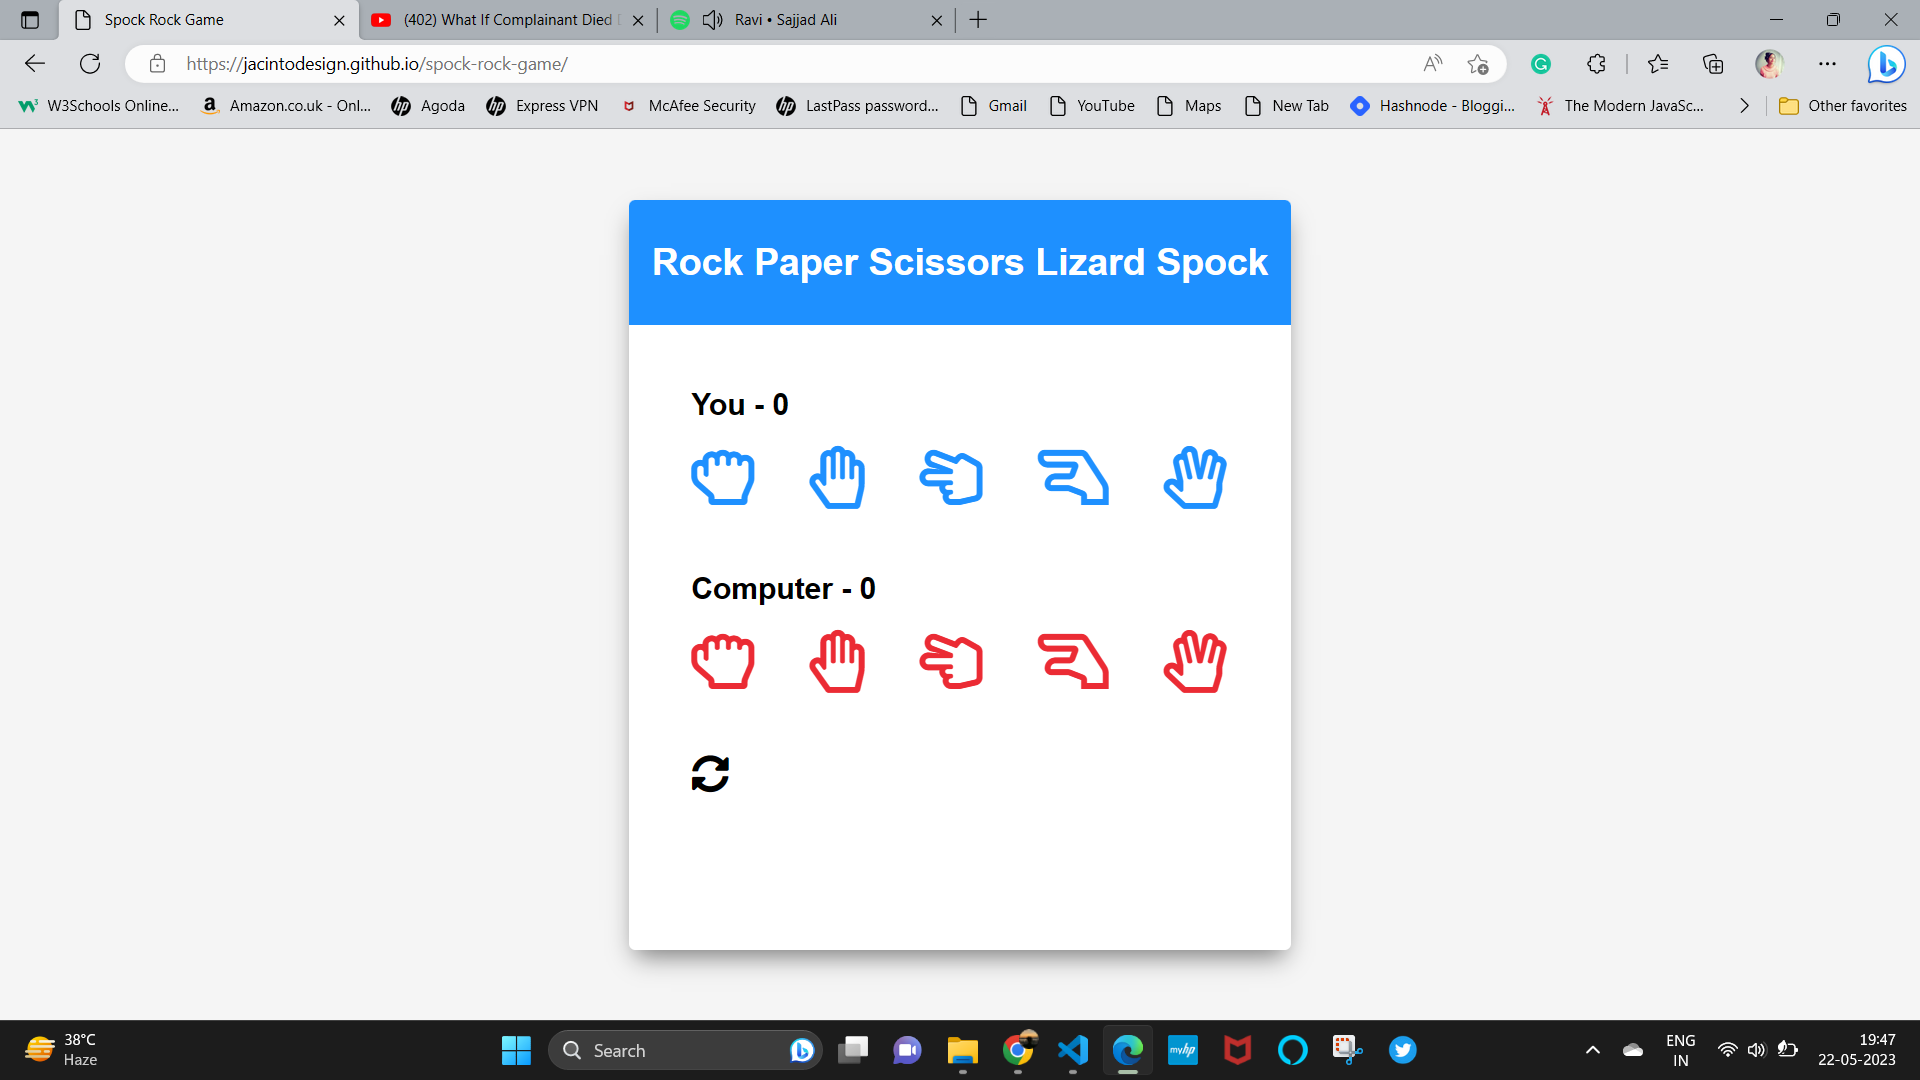 Spock Rock Game
(402) What If Complainant Died D
Ravi • Sajjad Ali
https://jacintodesign.github.io/spock-rock-game/
W3Schools Online...
Amazon.co.uk - Onl...
Agoda
Express VPN
McAfee Security
LastPass password...
Gmail
YouTube
Maps
New Tab
Hashnode - Bloggi...
The Modern JavaSc...
Other favorites
Rock Paper Scissors Lizard Spock
You - 0
Computer - 0
38°C
Haze
Search
myhp
ENG
IN
19:47
22-05-2023